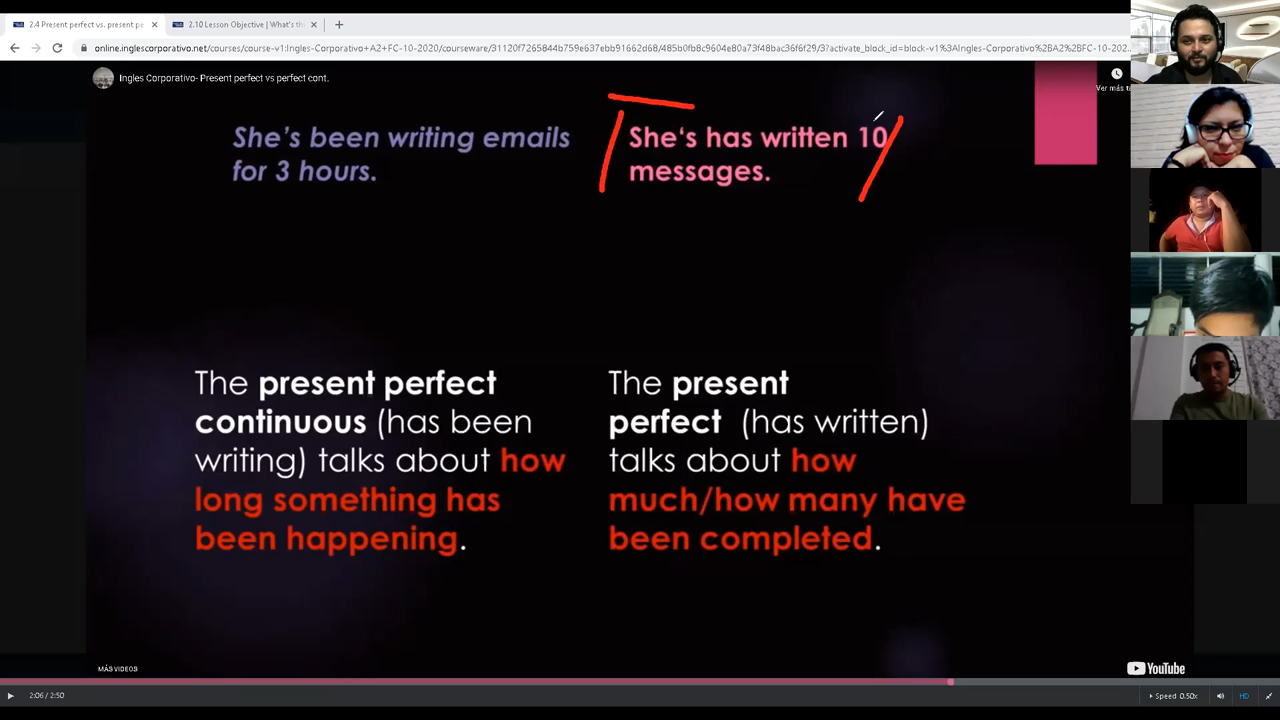 2.4 Present perfect vs. present pe
2.10 Lesson Objective | What's th
online.inglescorporativo.net/courses/course-v1:Ingles-Corporativo+A2+FC-10-2020/courseware/31120f7265844b759e637ebb91662d68/485b0fb8c9604e80a73f48bac36f6f29/3?activate_block_id=block-v1%3AIngles-Corporativo%2BA2%2BFC-10-202...
Ingles Corporativo- Present perfect vs perfect cont.
Ver más ta
She's been writing emails
for 3 hours.
She's has written 10
messages.
The present perfect
continuous (has been
writing) talks about how
long something has
been happening.
The present
perfect (has written)
talks about how
much/how many have
been completed.
MÁS VIDEOS
YouTube
2:06 / 2:50
Speed 0.50x
HD